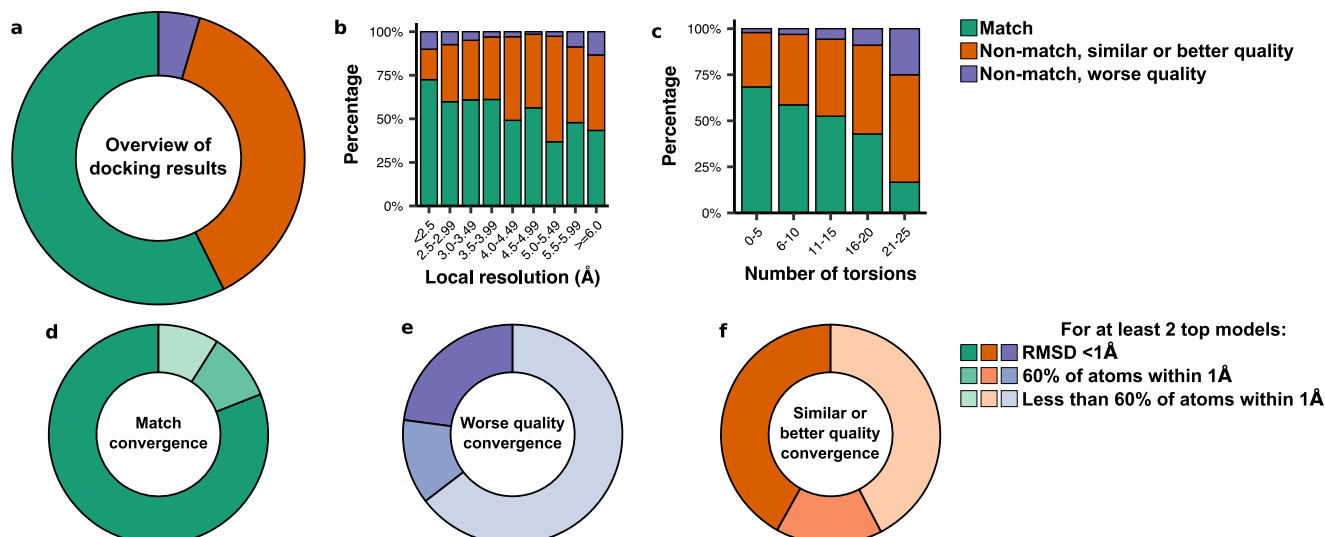 a
Overview of
docking results
b
Percentage
100%
75%
50%
25%
0%
<2.5
2.5-2.99
3.0-3.49
3.5-3.99
4.0-4.49
4.5-4.99
5.0-5.49
5.5-5.99
>=6.0
Local resolution (Å)
c
Percentage
100%
75%
50%
25%
0%
0-5
6-10
11-15
16-20
21-25
Number of torsions
Match
Non-match, similar or better quality
Non-match, worse quality
d
Match
convergence
e
Worse quality
convergence
f
Similar or
better quality
convergence
For at least 2 top models:
RMSD <1Å
60% of atoms within 1Å
Less than 60% of atoms within 1Å